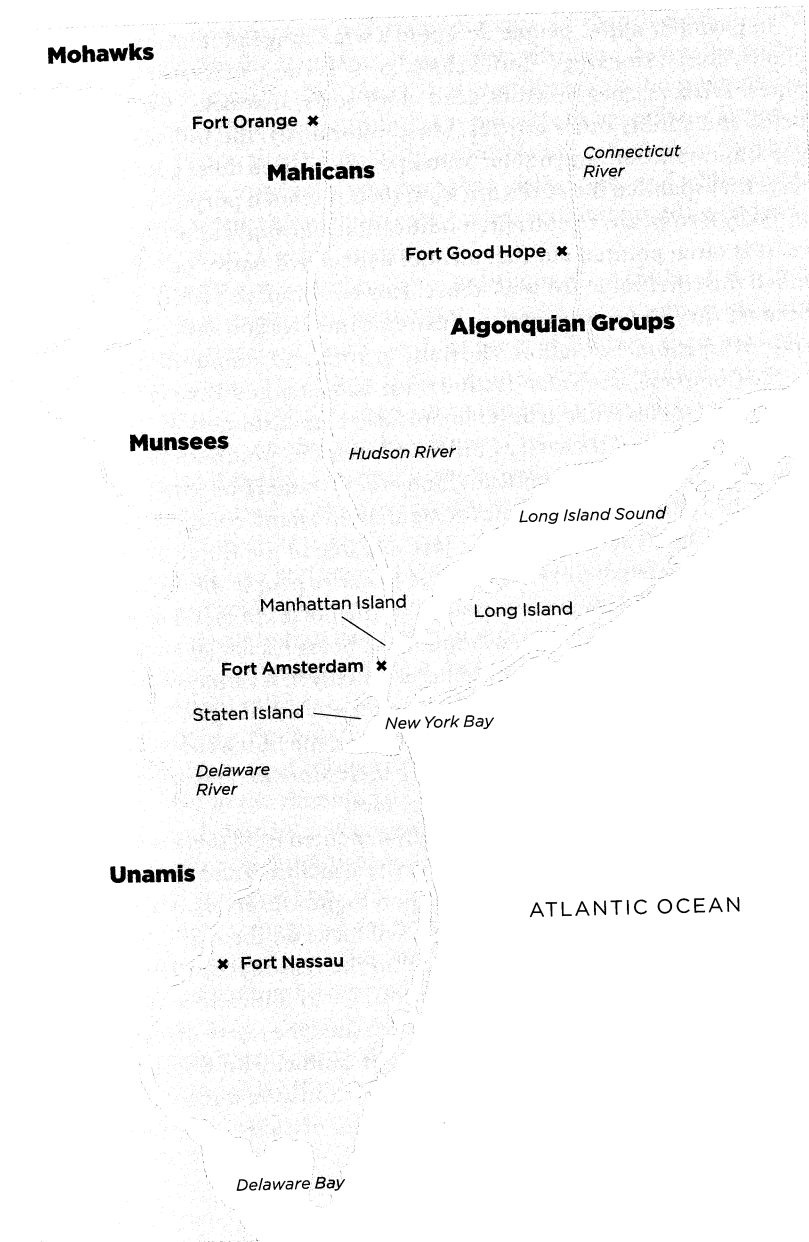 Mohawks
Fort Orange
Connecticut
River
Mahicans
Fort Good Hope
Algonquian Groups
Munsees
Hudson River
Long Island Sound
Manhattan Island
Long Island
Fort Amsterdam
Staten Island
New York Bay
Delaware
River
Unamis
ATLANTIC OCEAN
Fort Nassau
Delaware Bay